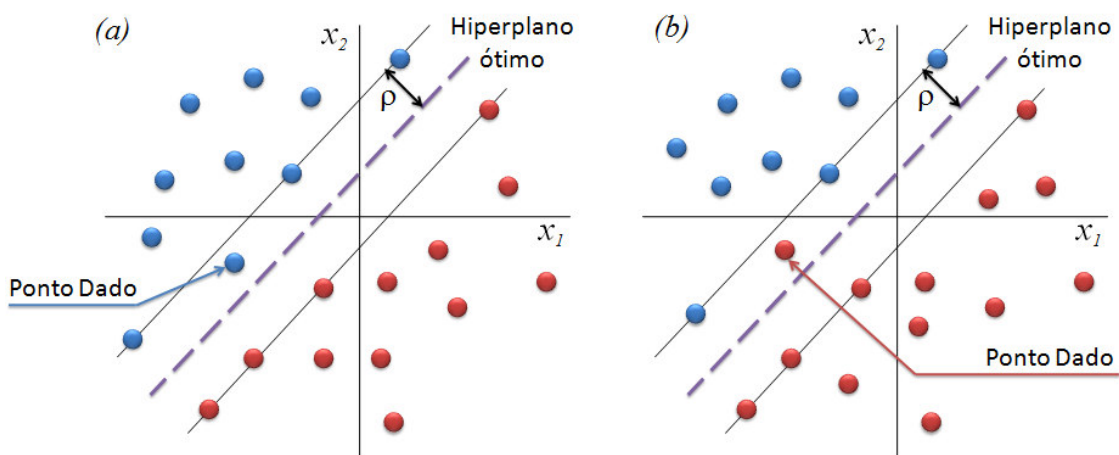 (a)
x2
Hiperplano
ótimo
ρ
x1
Ponto Dado
(b)
x2
Hiperplano
ótimo
ρ
x1
Ponto Dado